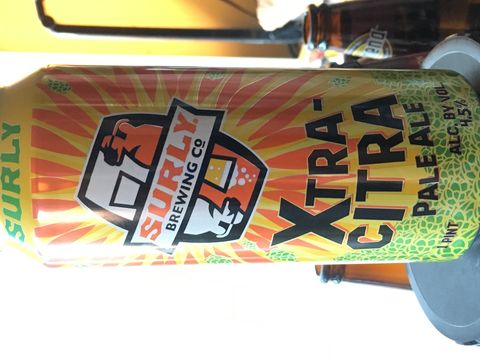 SURLY
SURLY
BREWING CO
XTRA-
CITRA
PALE ALE
ALC. BY VOL
4.5%
1 PINT